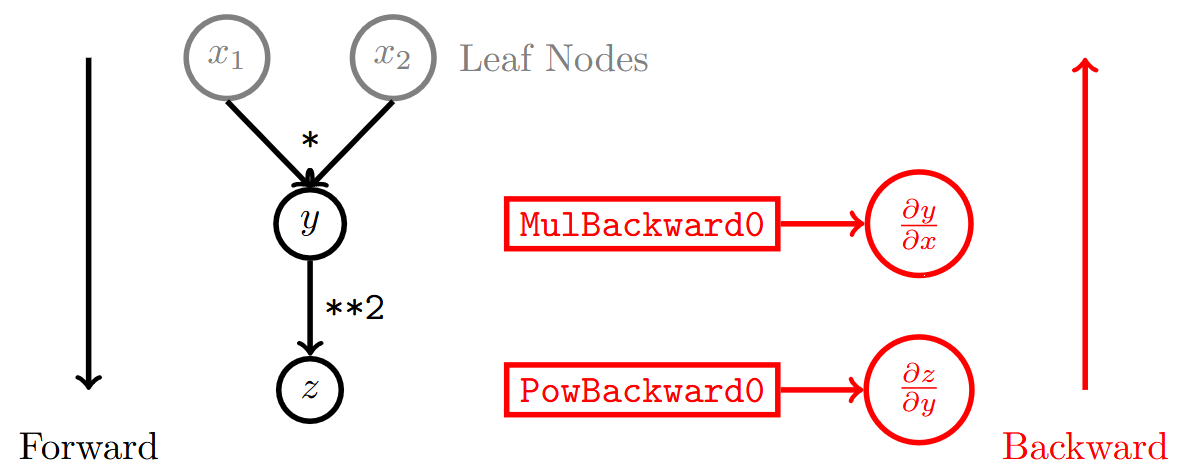 x₁ x₂ Leaf Nodes
*
y MulBackward0 ∂y/∂x
**2
z PowBackward0 ∂z/∂y
Forward Backward